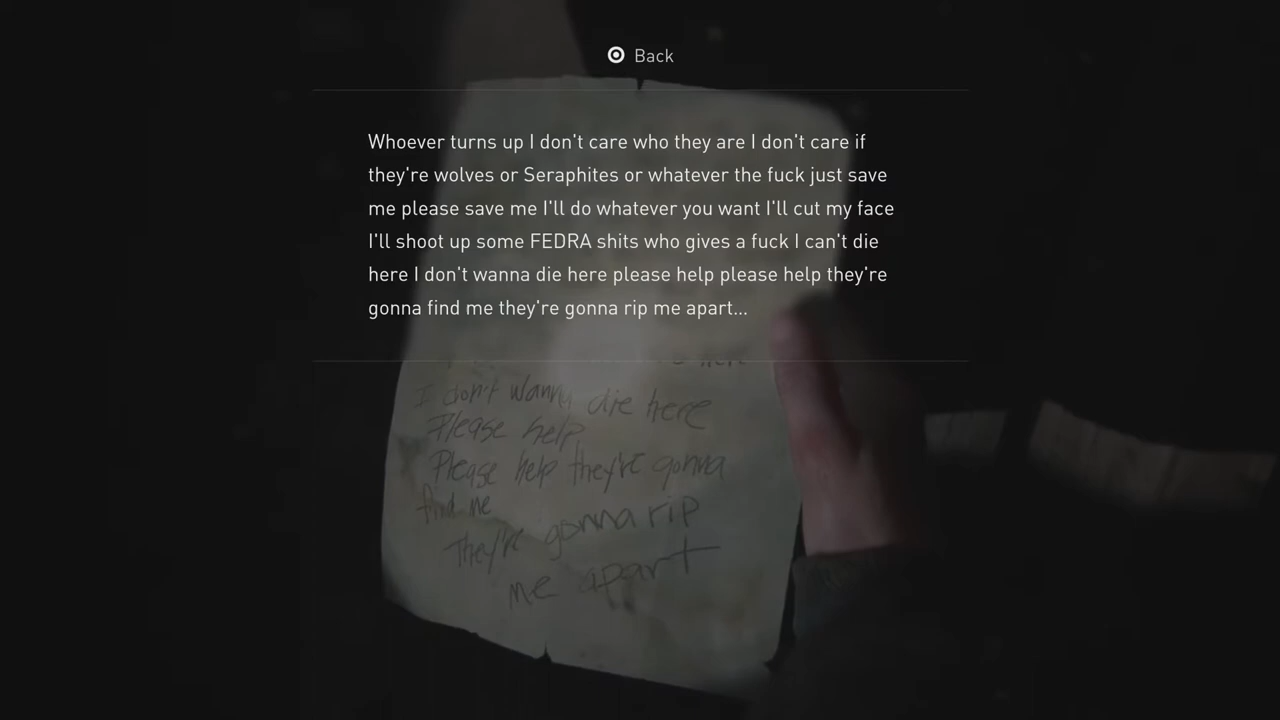 Back
Whoever turns up I don't care who they are I don't care if
they're wolves or Seraphites or whatever the fuck just save
me please save me I'll do whatever you want I'll cut my face
I'll shoot up some FEDRA shits who gives a fuck I can't die
here I don't wanna die here please help please help they're
gonna find me they're gonna rip me apart...
here
I don't wanna die here
Please help
Please help they're gonna
find me
They're gonna rip
me apart